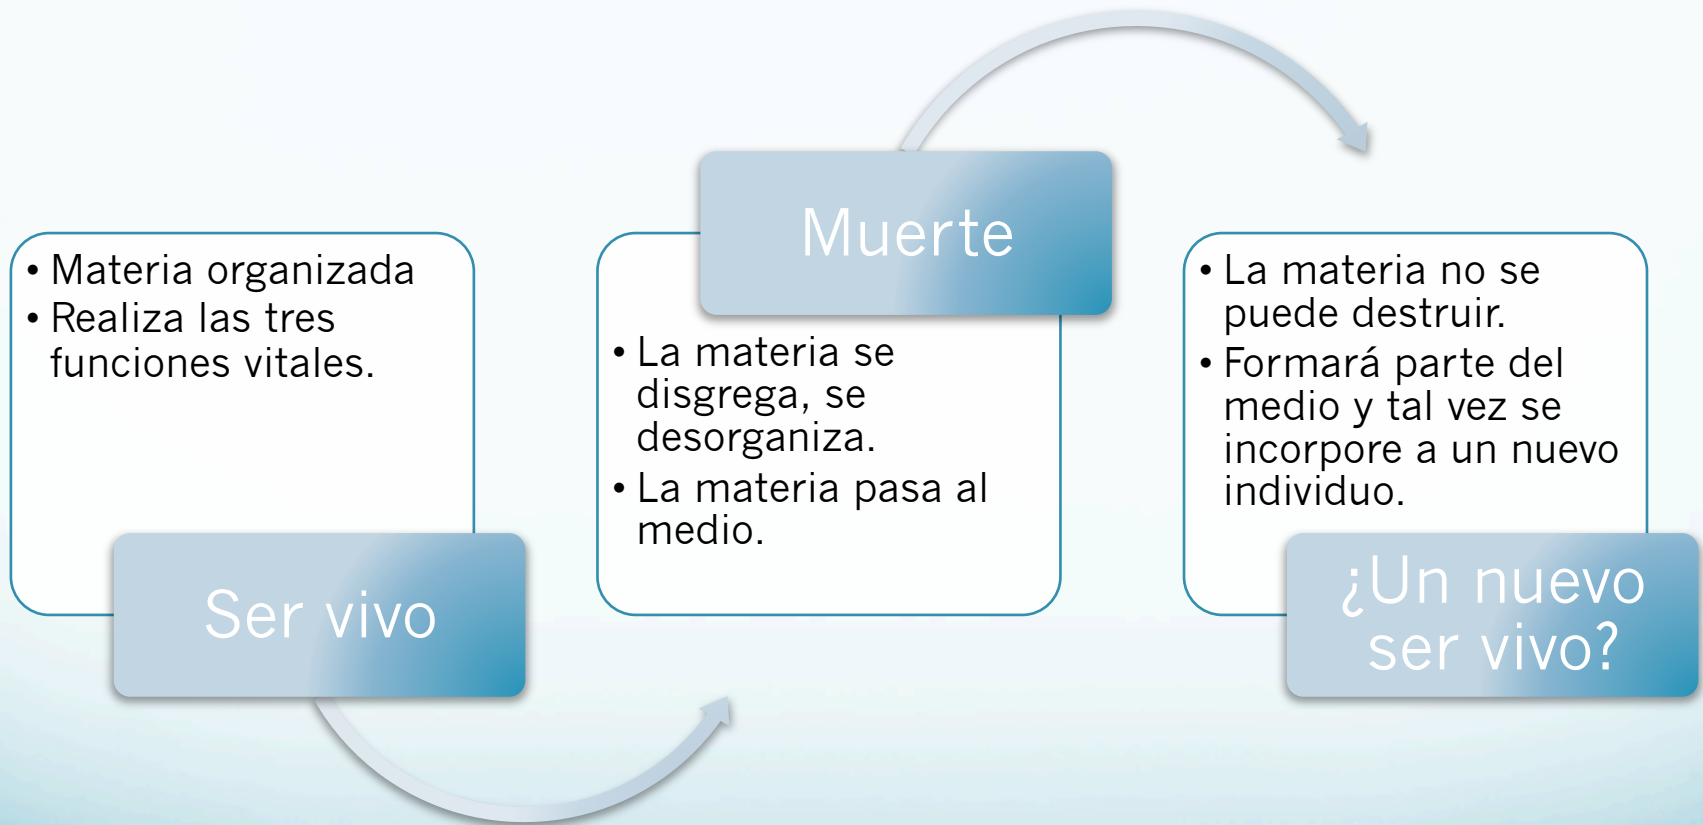 • Materia organizada
• Realiza las tres
funciones vitales.
Ser vivo
Muerte
• La materia se
disgrega, se
desorganiza.
• La materia pasa al
medio.
• La materia no se
puede destruir.
• Formará parte del
medio y tal vez se
incorpore a un nuevo
individuo.
¿Un nuevo
ser vivo?